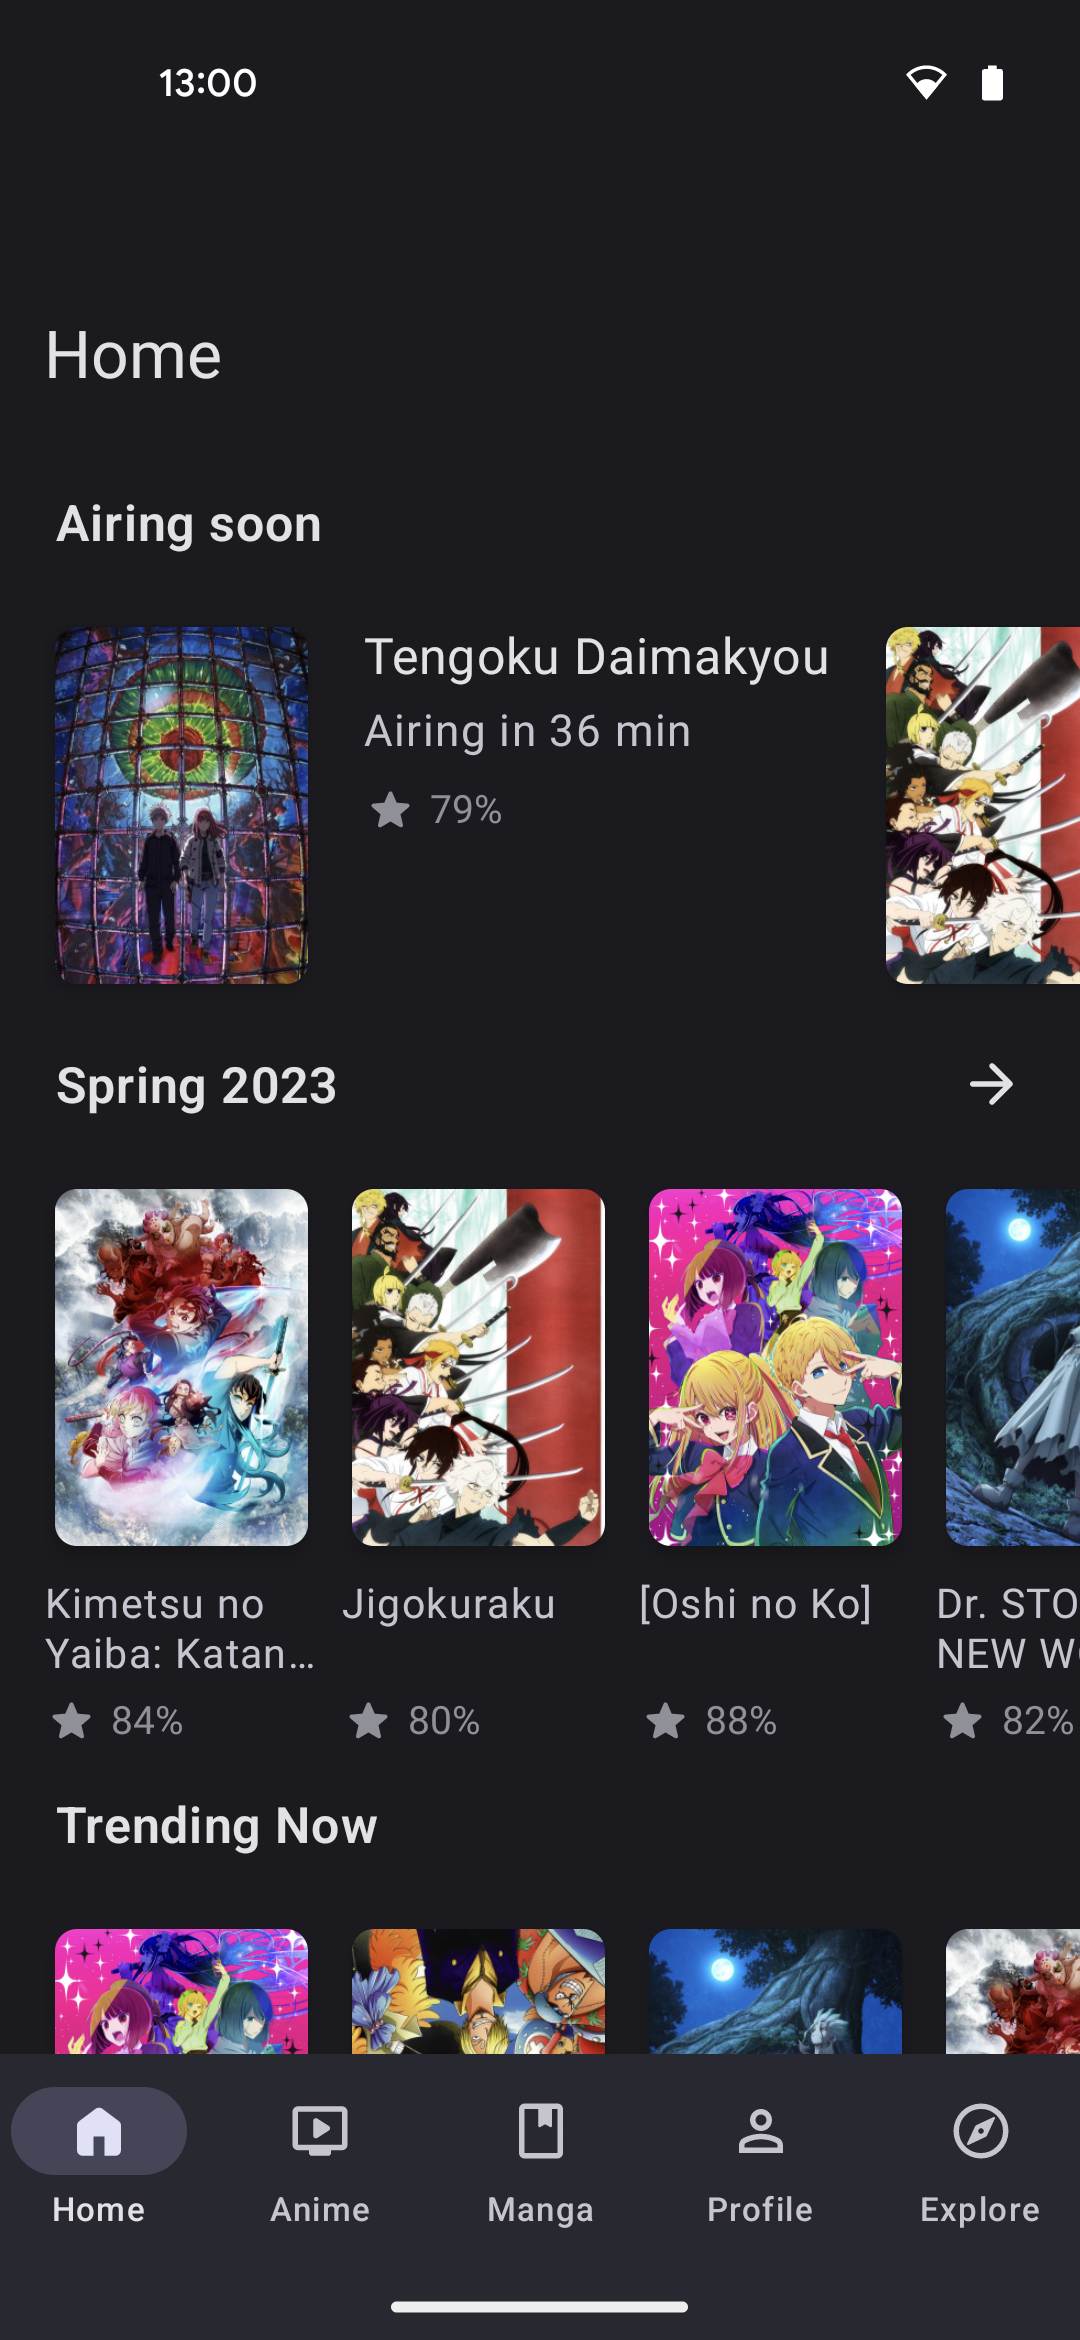 13:00
Home
Airing soon
Tengoku Daimakyou
Airing in 36 min
79%
Spring 2023
Kimetsu no
Yaiba: Katan…
84%
Jigokuraku
80%
[Oshi no Ko]
88%
Dr. STO
NEW W
82%
Trending Now
Home
Anime
Manga
Profile
Explore